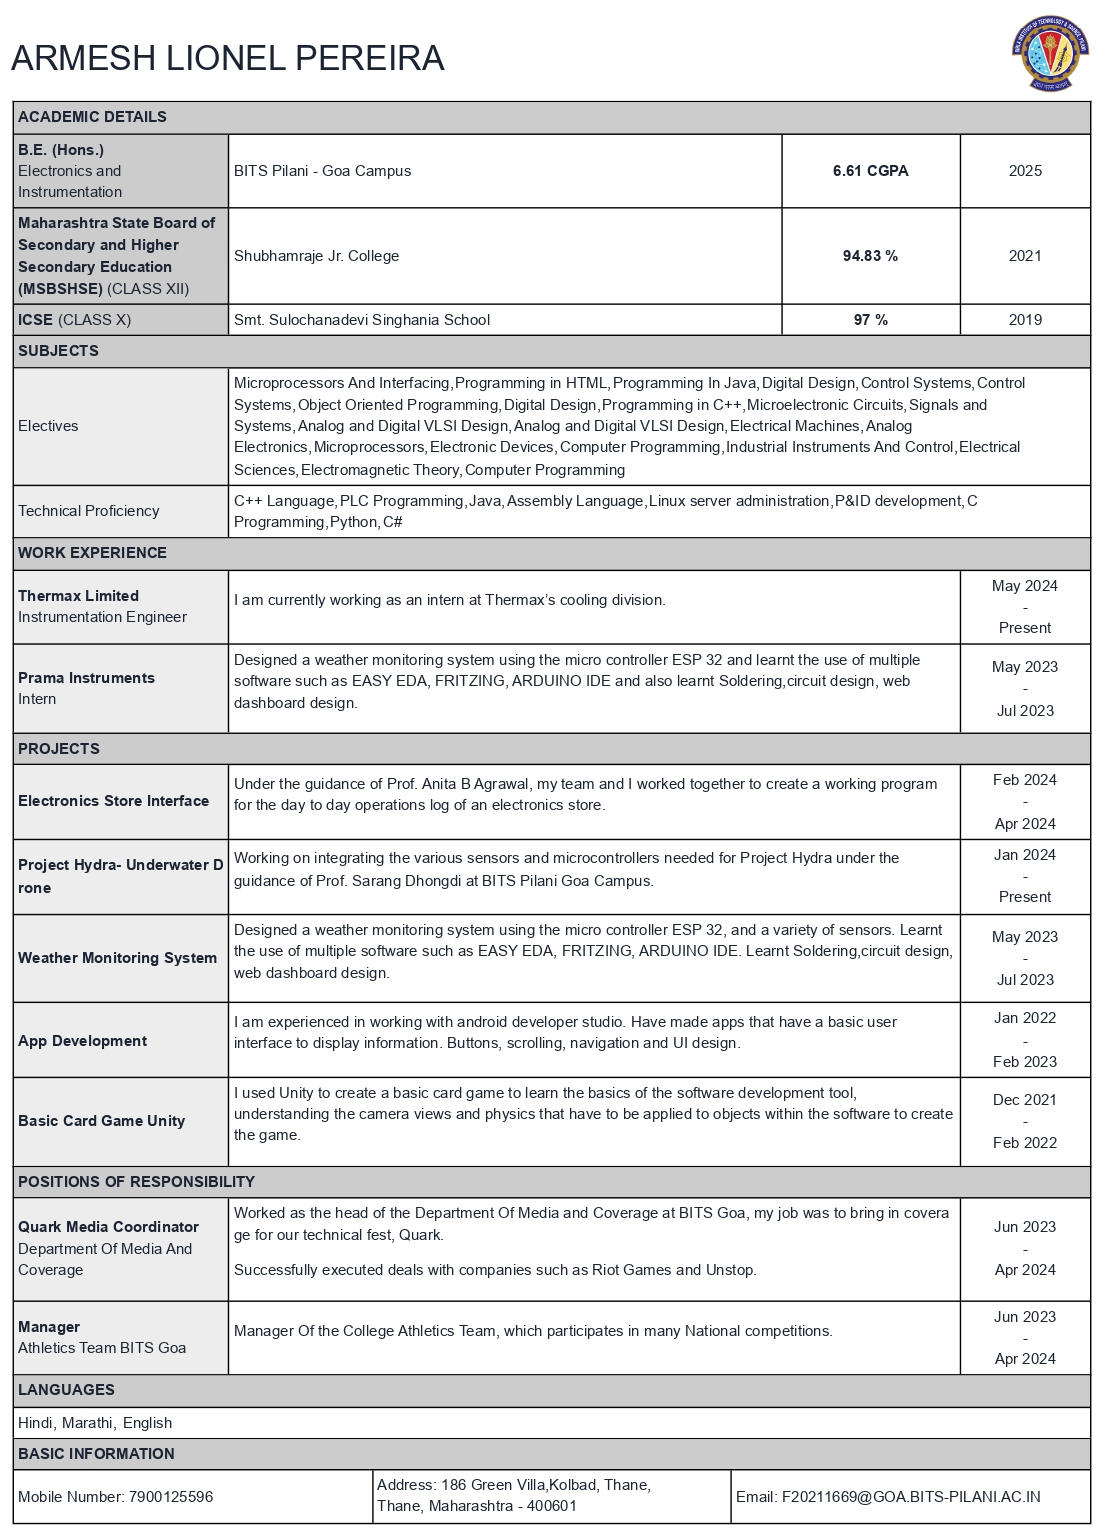 ARMESH LIONEL PEREIRA
BIRLA INSTITUTE OF TECHNOLOGY & SCIENCE, PILANI
ACADEMIC DETAILS
B.E. (Hons.)
Electronics and
Instrumentation
BITS Pilani - Goa Campus
6.61 CGPA
2025
Maharashtra State Board of
Secondary and Higher
Secondary Education
(MSBSHSE) (CLASS XII)
Shubhamraje Jr. College
94.83 %
2021
ICSE (CLASS X)
Smt. Sulochanadevi Singhania School
97 %
2019
SUBJECTS
Electives
Microprocessors And Interfacing,Programming in HTML,Programming In Java,Digital Design,Control Systems,Control
Systems,Object Oriented Programming,Digital Design,Programming in C++,Microelectronic Circuits,Signals and
Systems,Analog and Digital VLSI Design,Analog and Digital VLSI Design,Electrical Machines,Analog
Electronics,Microprocessors,Electronic Devices,Computer Programming,Industrial Instruments And Control,Electrical
Sciences,Electromagnetic Theory,Computer Programming
Technical Proficiency
C++ Language,PLC Programming,Java,Assembly Language,Linux server administration,P&ID development,C
Programming,Python,C#
WORK EXPERIENCE
Thermax Limited
Instrumentation Engineer
I am currently working as an intern at Thermax’s cooling division.
May 2024
-
Present
Prama Instruments
Intern
Designed a weather monitoring system using the micro controller ESP 32 and learnt the use of multiple
software such as EASY EDA, FRITZING, ARDUINO IDE and also learnt Soldering,circuit design, web
dashboard design.
May 2023
-
Jul 2023
PROJECTS
Electronics Store Interface
Under the guidance of Prof. Anita B Agrawal, my team and I worked together to create a working program
for the day to day operations log of an electronics store.
Feb 2024
-
Apr 2024
Project Hydra- Underwater D
rone
Working on integrating the various sensors and microcontrollers needed for Project Hydra under the
guidance of Prof. Sarang Dhongdi at BITS Pilani Goa Campus.
Jan 2024
-
Present
Weather Monitoring System
Designed a weather monitoring system using the micro controller ESP 32, and a variety of sensors. Learnt
the use of multiple software such as EASY EDA, FRITZING, ARDUINO IDE. Learnt Soldering,circuit design,
web dashboard design.
May 2023
-
Jul 2023
App Development
I am experienced in working with android developer studio. Have made apps that have a basic user
interface to display information. Buttons, scrolling, navigation and UI design.
Jan 2022
-
Feb 2023
Basic Card Game Unity
I used Unity to create a basic card game to learn the basics of the software development tool,
understanding the camera views and physics that have to be applied to objects within the software to create
the game.
Dec 2021
-
Feb 2022
POSITIONS OF RESPONSIBILITY
Quark Media Coordinator
Department Of Media And
Coverage
Worked as the head of the Department Of Media and Coverage at BITS Goa, my job was to bring in covera
ge for our technical fest, Quark.
Successfully executed deals with companies such as Riot Games and Unstop.
Jun 2023
-
Apr 2024
Manager
Athletics Team BITS Goa
Manager Of the College Athletics Team, which participates in many National competitions.
Jun 2023
-
Apr 2024
LANGUAGES
Hindi, Marathi, English
BASIC INFORMATION
Mobile Number: 7900125596
Address: 186 Green Villa,Kolbad, Thane,
Thane, Maharashtra - 400601
Email: F20211669@GOA.BITS-PILANI.AC.IN